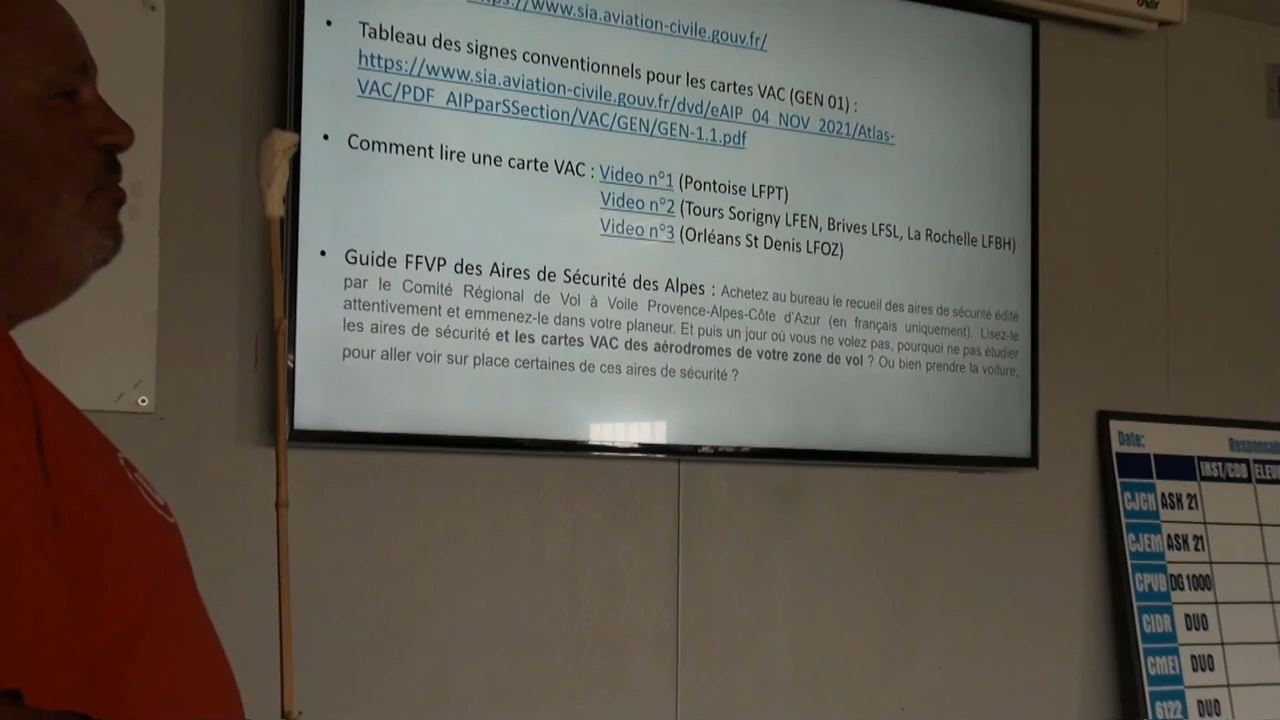 https://www.sia.aviation-civile.gouv.fr/
• Tableau des signes conventionnels pour les cartes VAC (GEN 01) :
https://www.sia.aviation-civile.gouv.fr/dvd/eAIP_04_NOV_2021/Atlas-
VAC/PDF_AIPparSSection/VAC/GEN/GEN-1.1.pdf
• Comment lire une carte VAC : Video n°1 (Pontoise LFPT)
Video n°2 (Tours Sorigny LFEN, Brives LFSL, La Rochelle LFBH)
Video n°3 (Orléans St Denis LFOZ)
• Guide FFVP des Aires de Sécurité des Alpes : Achetez au bureau le recueil des aires de sécurité édité
par le Comité Régional de Vol à Voile Provence-Alpes-Côte d'Azur (en français uniquement). Lisez-le
attentivement et emmenez-le dans votre planeur. Et puis un jour où vous ne volez pas, pourquoi ne pas étudier
les aires de sécurité et les cartes VAC des aérodromes de votre zone de vol ? Ou bien prendre la voiture,
pour aller voir sur place certaines de ces aires de sécurité ?
Date:
INST/CDB
CJCN ASK 21
CJEM ASK 21
CPVB DG 1000
CIDR DUO
CMEI DUO
6122 DUO